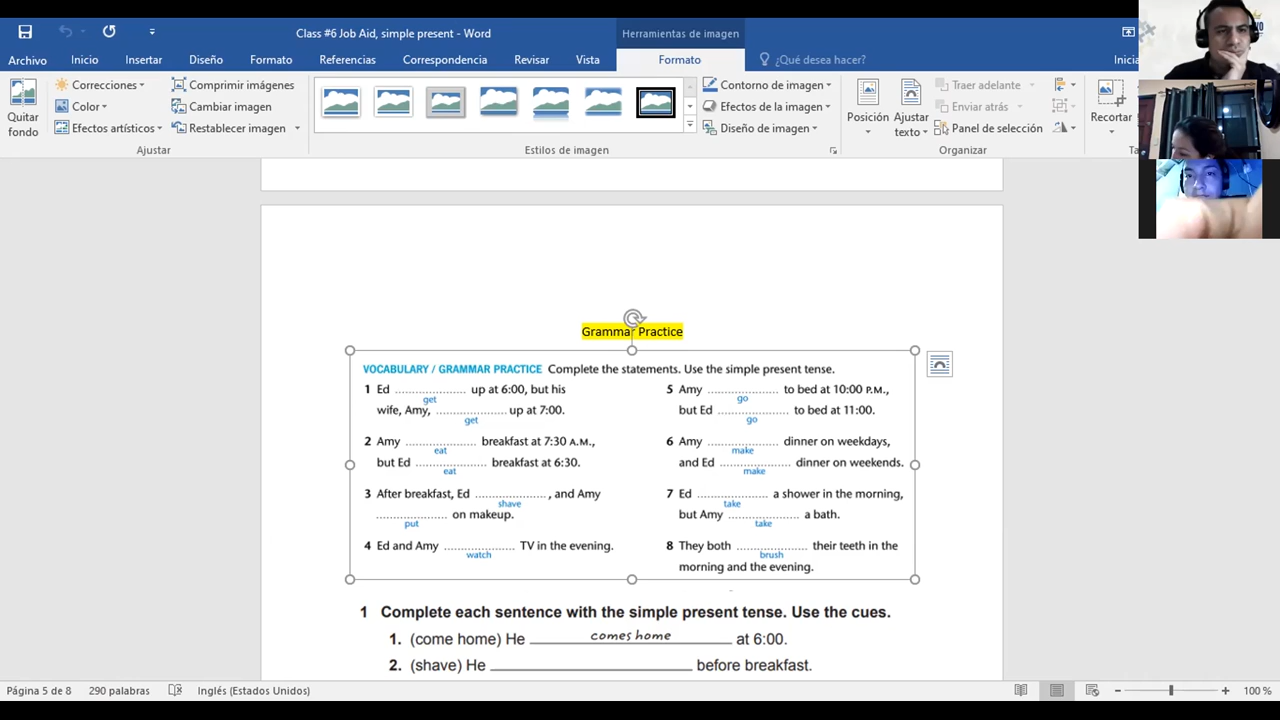 Class #6 Job Aid, simple present - Word
Herramientas de imagen
Archivo Inicio Insertar Diseño Formato Referencias Correspondencia Revisar Vista Formato ¿Qué desea hacer? Inicia
Quitar fondo
Correcciones
Color
Efectos artísticos
Comprimir imágenes
Cambiar imagen
Restablecer imagen
Ajustar
Estilos de imagen
Contorno de imagen
Efectos de la imagen
Diseño de imagen
Posición
Ajustar texto
Traer adelante
Enviar atrás
Panel de selección
Organizar
Recortar
Grammar Practice
VOCABULARY / GRAMMAR PRACTICE Complete the statements. Use the simple present tense.
1 Ed .................... up at 6:00, but his
get
wife, Amy, .................... up at 7:00.
get
2 Amy .................... breakfast at 7:30 A.M.,
eat
but Ed .................... breakfast at 6:30.
eat
3 After breakfast, Ed .................... , and Amy
shave
.................... on makeup.
put
4 Ed and Amy .................... TV in the evening.
watch
5 Amy .................... to bed at 10:00 P.M.,
go
but Ed .................... to bed at 11:00.
go
6 Amy .................... dinner on weekdays,
make
and Ed .................... dinner on weekends.
make
7 Ed .................... a shower in the morning,
take
but Amy .................... a bath.
take
8 They both .................... their teeth in the
brush
morning and the evening.
1 Complete each sentence with the simple present tense. Use the cues.
1. (come home) He comes home at 6:00.
2. (shave) He ____________________ before breakfast.
Página 5 de 8 290 palabras Inglés (Estados Unidos) 100 %